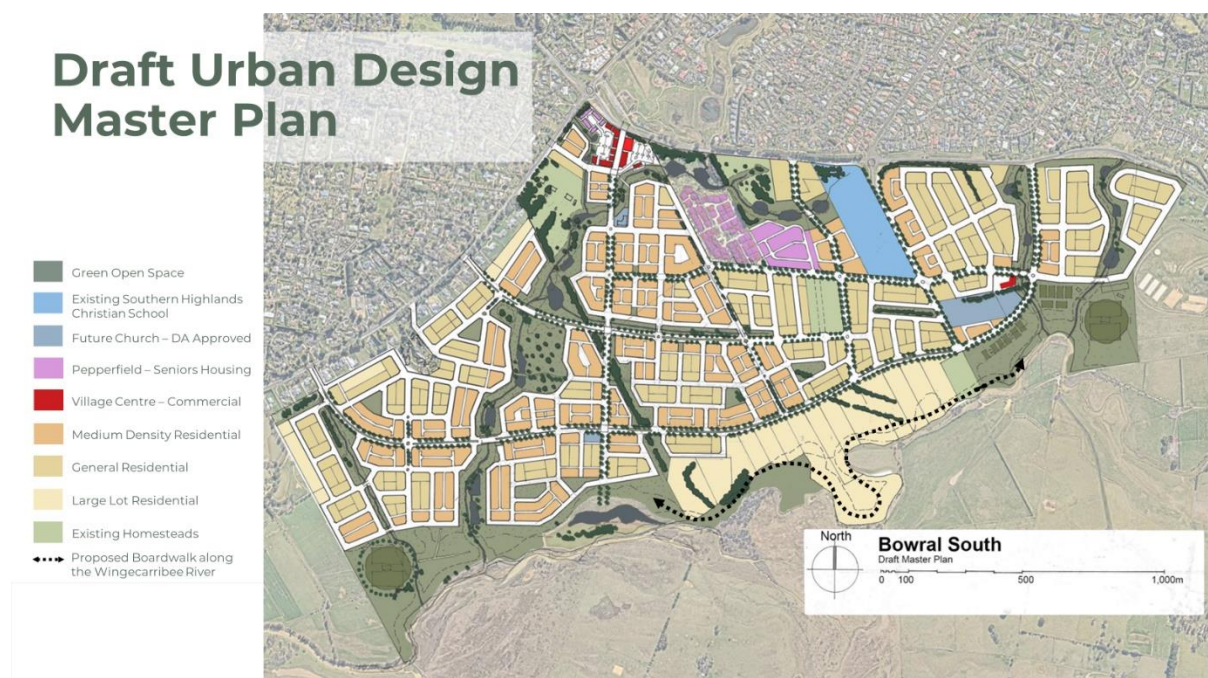 Draft Urban Design
Master Plan
Green Open Space
Existing Southern Highlands
Christian School
Future Church – DA Approved
Pepperfield – Seniors Housing
Village Centre – Commercial
Medium Density Residential
General Residential
Large Lot Residential
Existing Homesteads
Proposed Boardwalk along
the Wingecarribee River
North
Bowral South
Draft Master Plan
0 100 500 1,000m